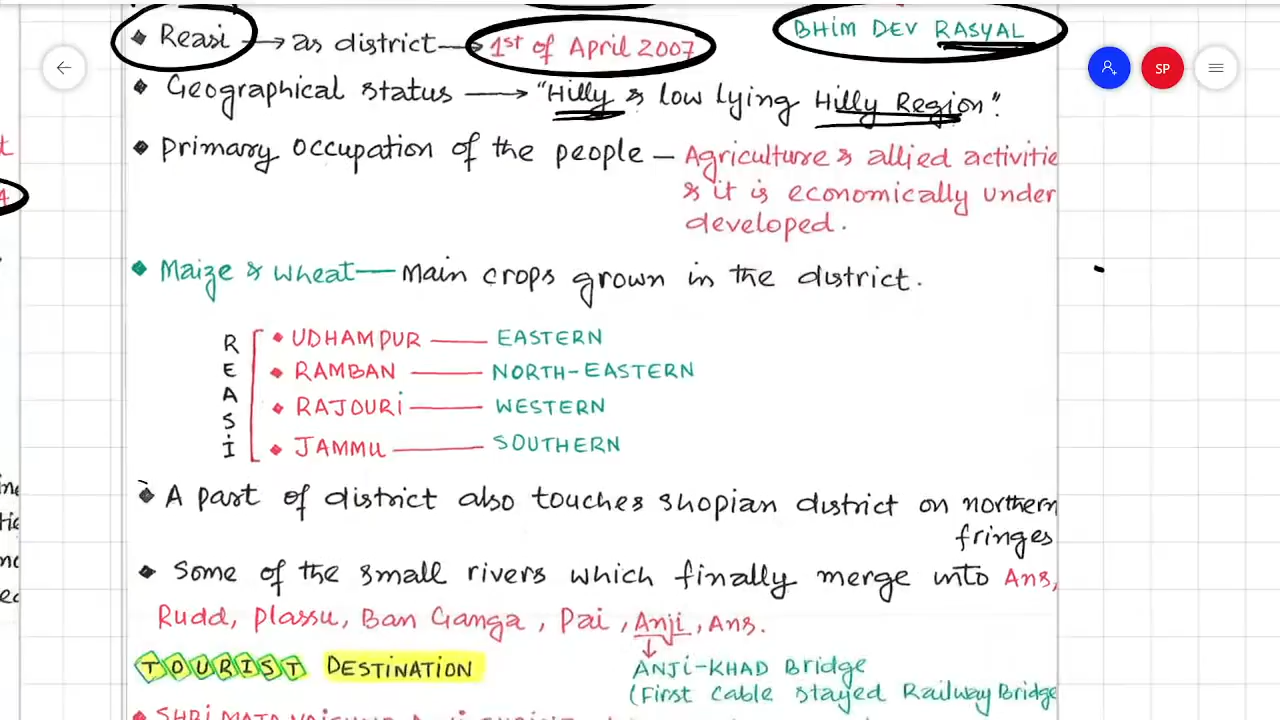 Reasi → as district → 1st of April 2007
BHIM DEV RASYAL
SP
Geographical status → "Hilly & low lying Hilly Region".
Primary occupation of the people — Agriculture & allied activitie
& it is economically under
developed.
Maize & wheat — main crops grown in the district.
REASI
UDHAMPUR — EASTERN
RAMBAN — NORTH-EASTERN
RAJOURI — WESTERN
JAMMU — SOUTHERN
A part of district also touches shopian district on northern
fringes
Some of the small rivers which finally merge into Ans,
Rudd, Plassu, Ban Ganga, Pai, Anji, Ans.
TOURIST DESTINATION
ANJI-KHAD Bridge
(First cable stayed Railway Bridge